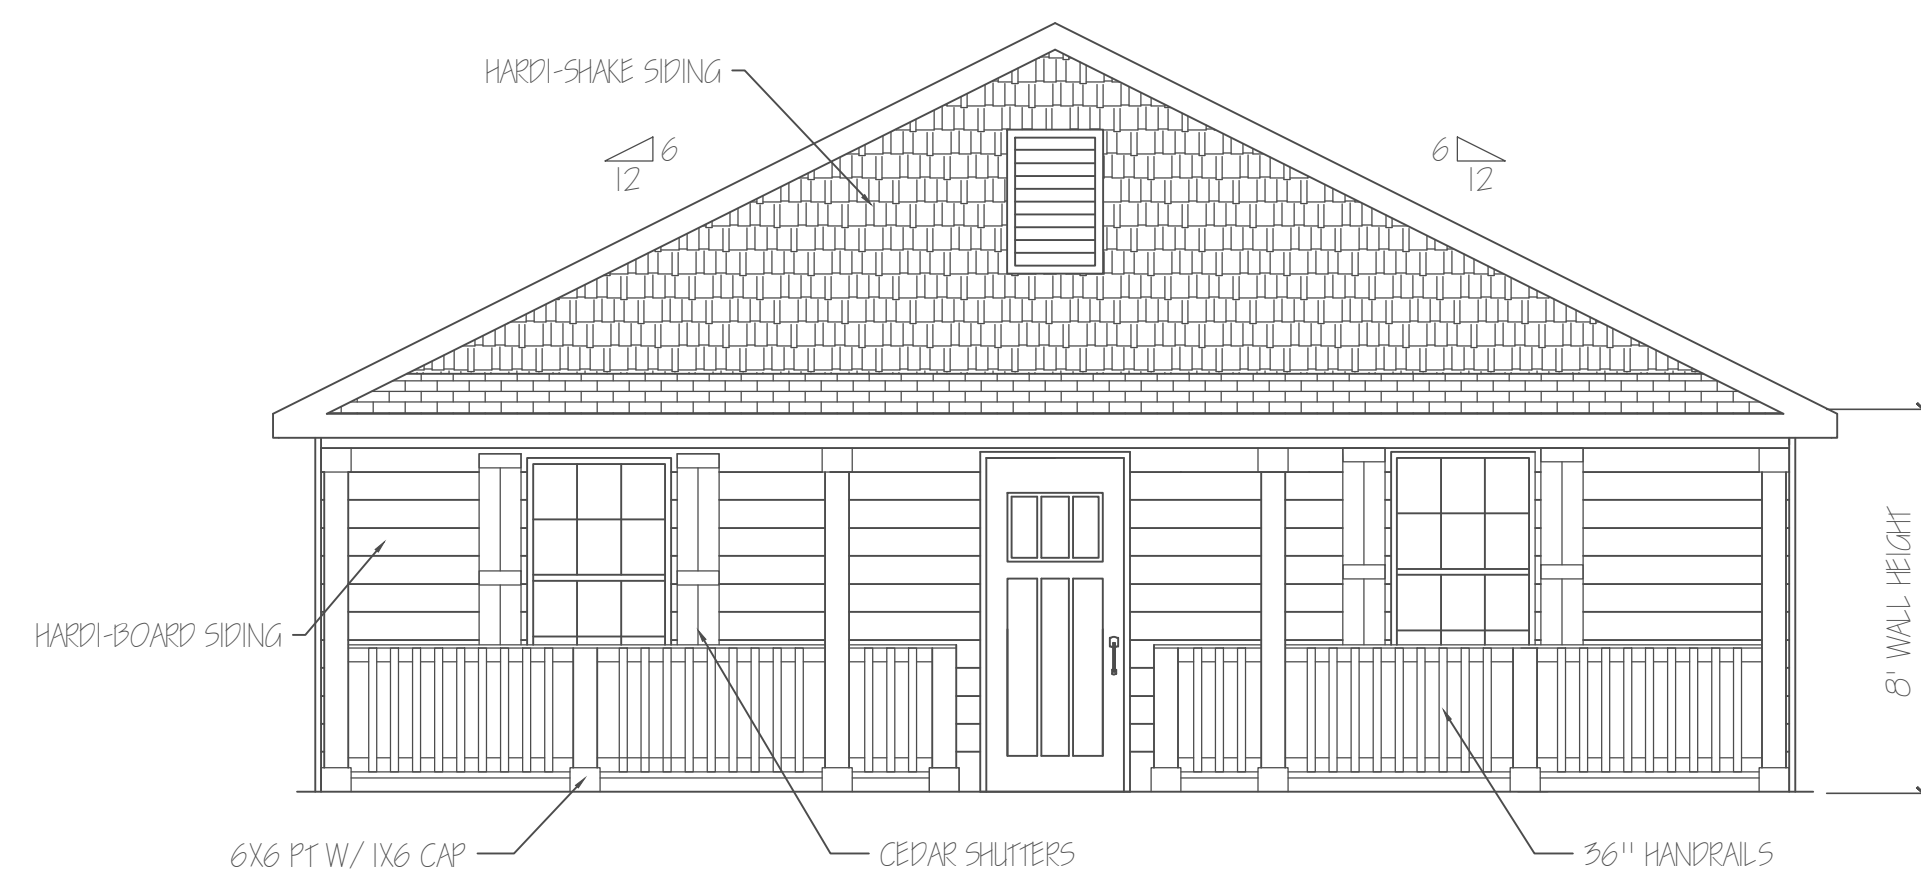 HARDI-SHAKE SIDING
6
12
6
12
8' WALL HEIGHT
HARDI-BOARD SIDING
6X6 PT W/ 1X6 CAP
CEDAR SHUTTERS
36" HANDRAILS